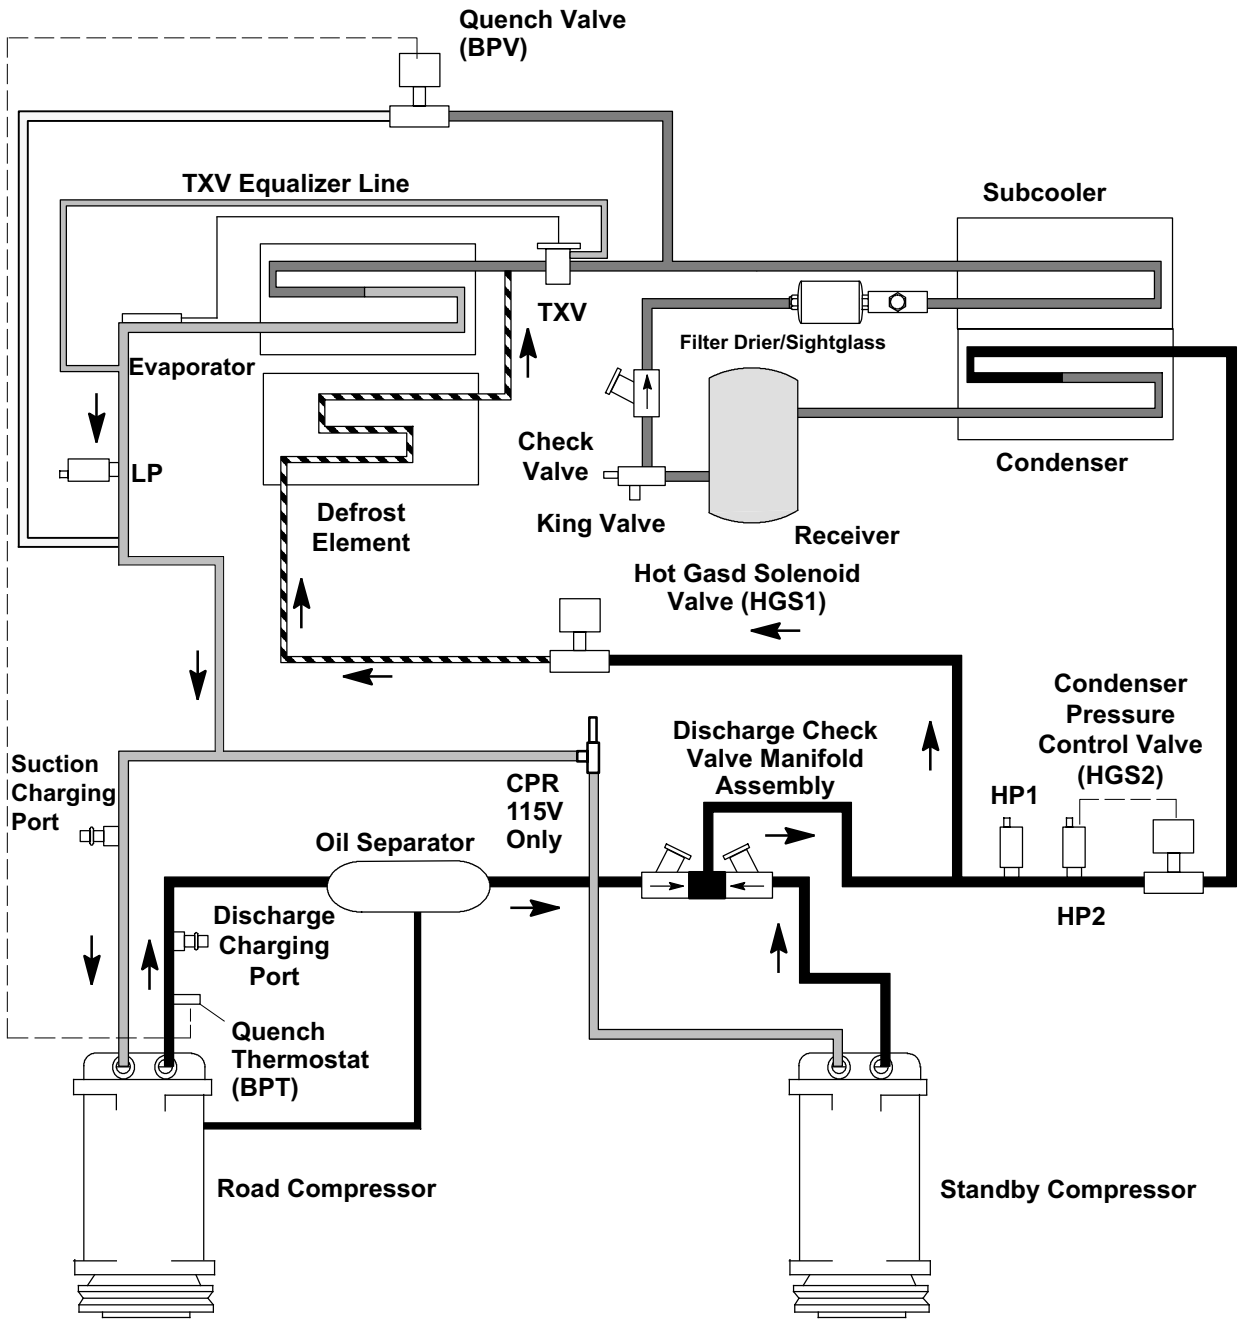 Quench Valve
(BPV)
TXV Equalizer Line
Subcooler
TXV
Filter Drier/Sightglass
Evaporator
Check
Valve
LP
Condenser
King Valve
Defrost
Element
Receiver
Hot Gasd Solenoid
Valve (HGS1)
Condenser
Pressure
Control Valve
(HGS2)
Discharge Check
Valve Manifold
Assembly
Suction
Charging
Port
CPR
115V
Only
HP1
Oil Separator
HP2
Discharge
Charging
Port
Quench
Thermostat
(BPT)
Road Compressor
Standby Compressor